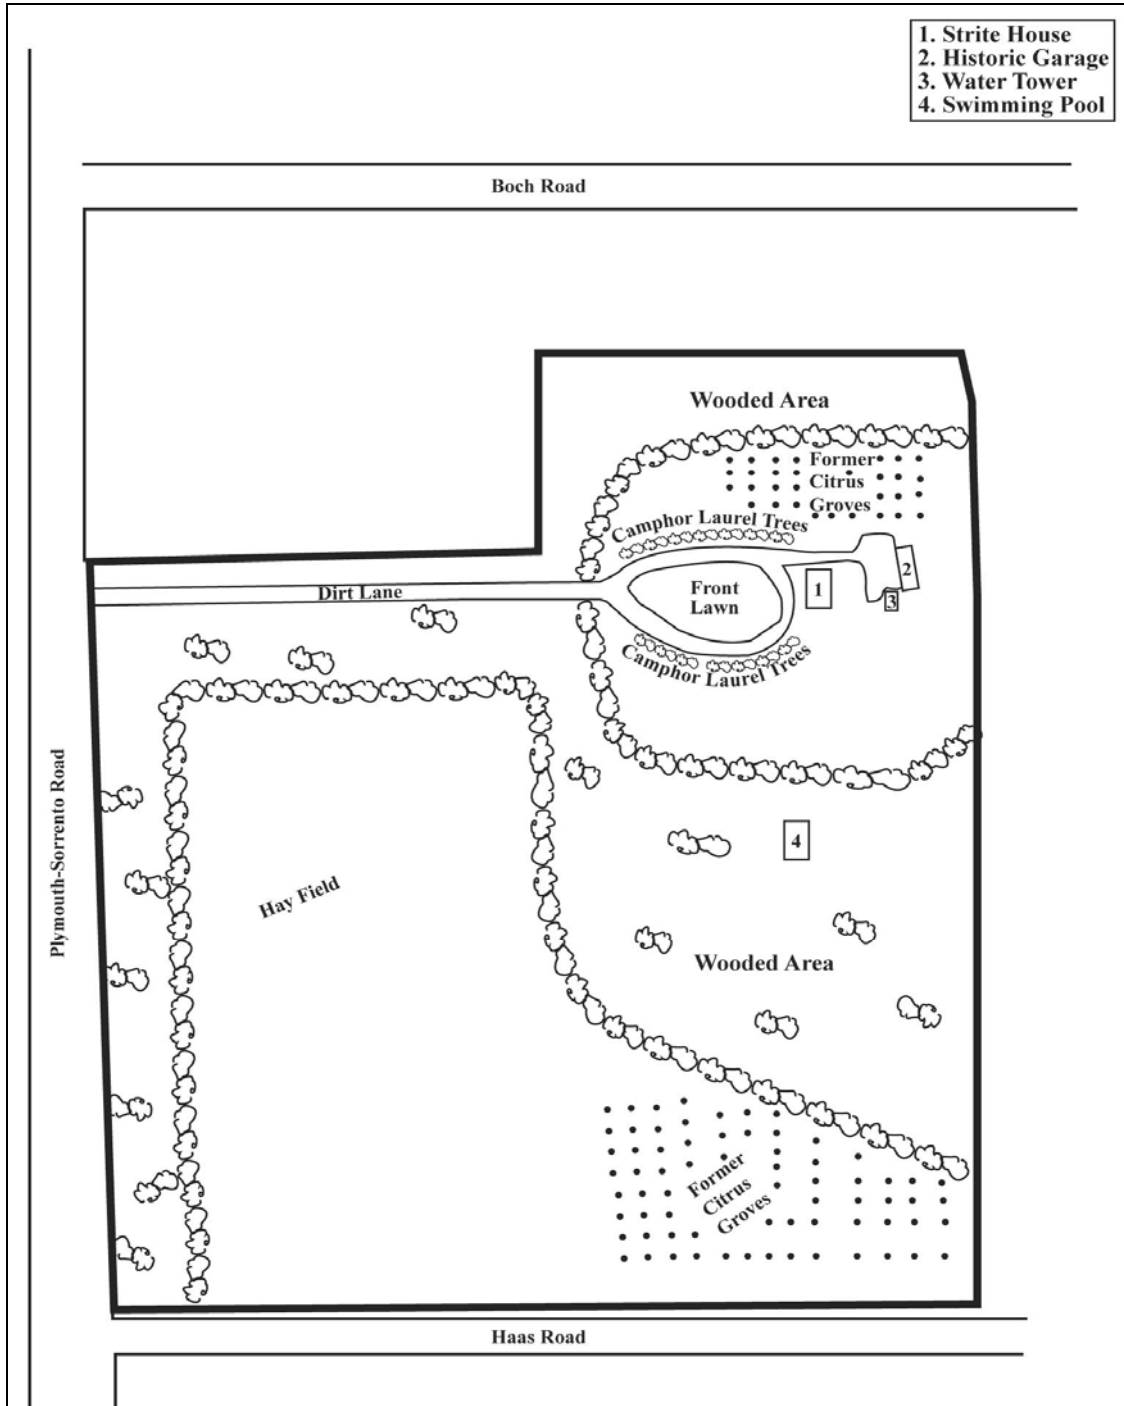 1. Strite House
2. Historic Garage
3. Water Tower
4. Swimming Pool
Boch Road
Wooded Area
Former
Citrus
Groves
Camphor Laurel Trees
2
Dirt Lane
Front
Lawn
1
3
Camphor Laurel Trees
Plymouth-Sorrento Road
4
Hay Field
Wooded Area
Former
Citrus
Groves
Haas Road